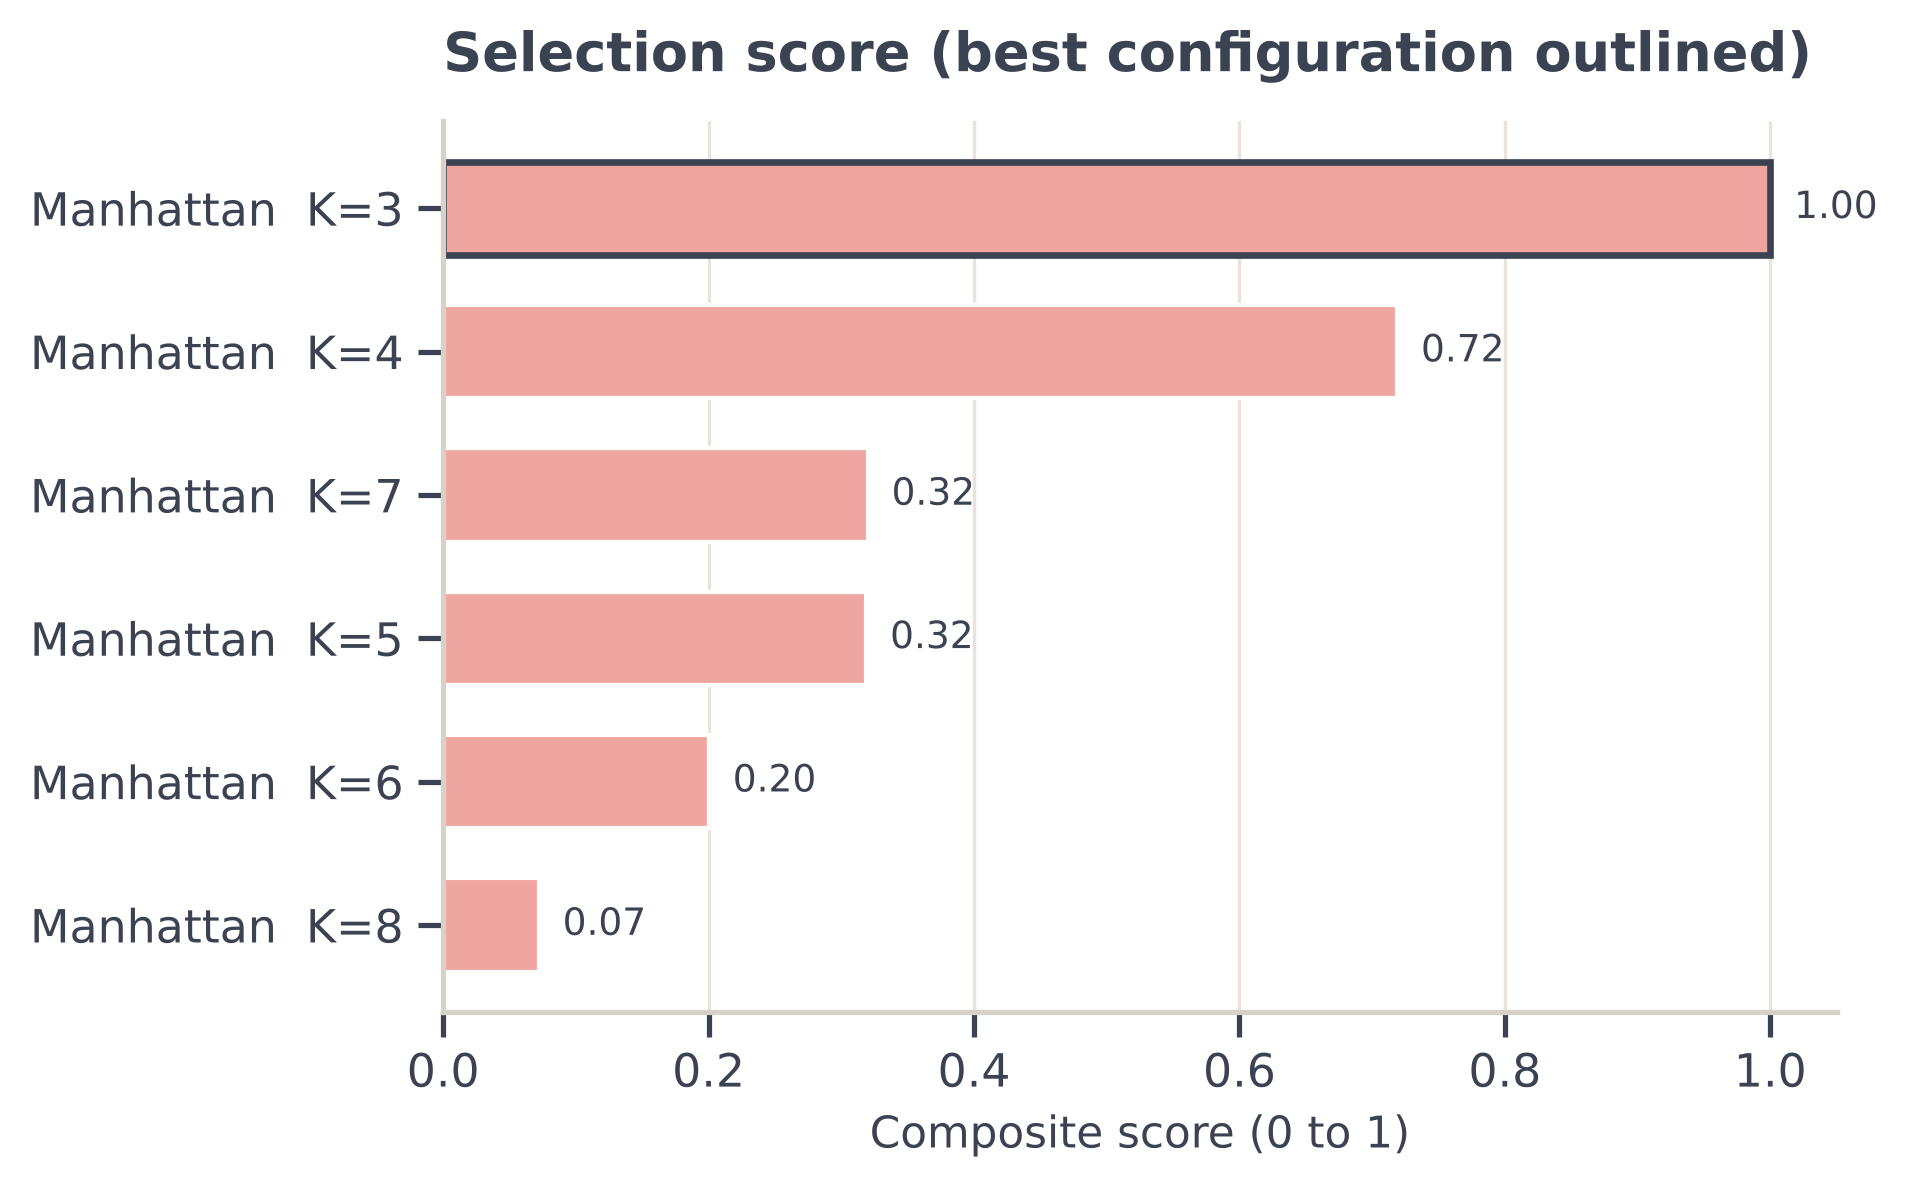 Selection score (best configuration outlined)
Manhattan  K=3
1.00
Manhattan  K=4
0.72
Manhattan  K=7
0.32
Manhattan  K=5
0.32
Manhattan  K=6
0.20
Manhattan  K=8
0.07
0.0 0.2 0.4 0.6 0.8 1.0
Composite score (0 to 1)